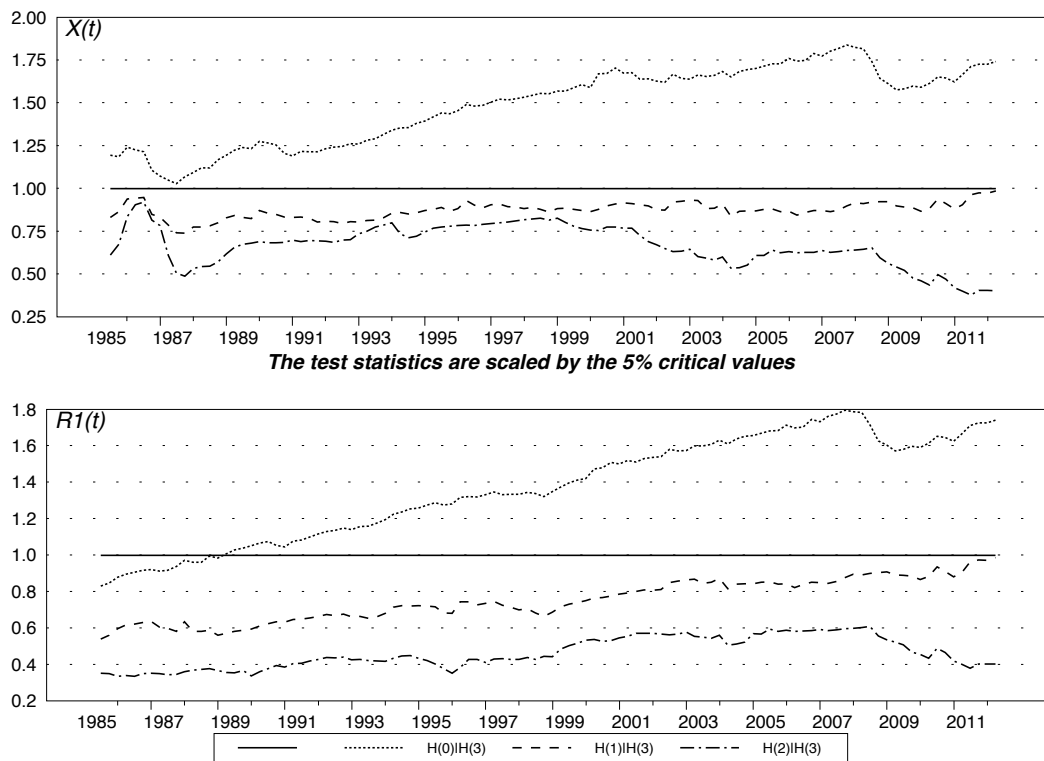 X(t)
2.00
1.75
1.50
1.25
1.00
0.75
0.50
0.25
1985 1987 1989 1991 1993 1995 1997 1999 2001 2003 2005 2007 2009 2011
The test statistics are scaled by the 5% critical values
R1(t)
1.8
1.6
1.4
1.2
1.0
0.8
0.6
0.4
0.2
1985 1987 1989 1991 1993 1995 1997 1999 2001 2003 2005 2007 2009 2011
H(0)|H(3) H(1)|H(3) H(2)|H(3)